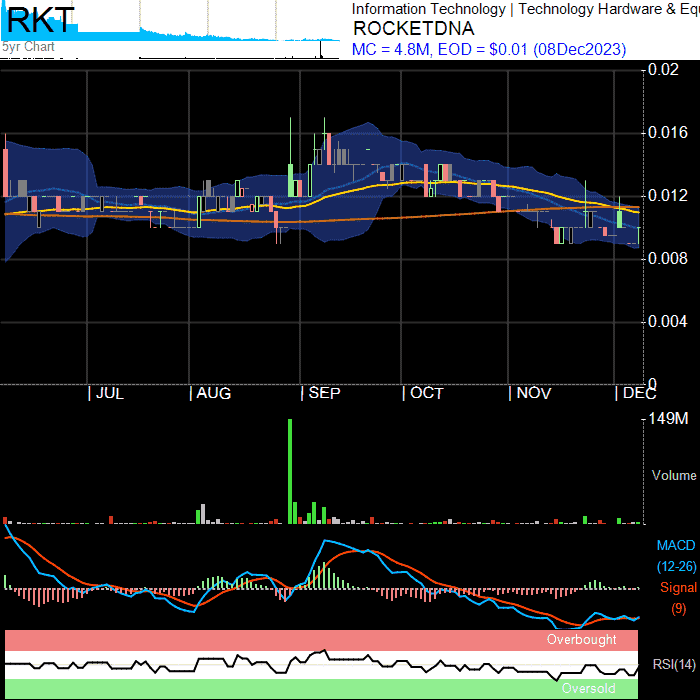 RKT
5yr Chart
Information Technology | Technology Hardware & Equ
ROCKETDNA
MC = 4.8M, EOD = $0.01 (08Dec2023)
0.02
0.016
0.012
0.008
0.004
0
| JUL | AUG | SEP | OCT | NOV | DEC
149M
Volume
MACD
(12-26)
Signal
(9)
Overbought
RSI(14)
Oversold